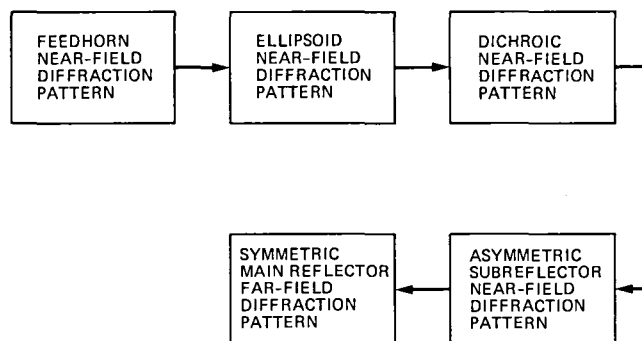 FEEDHORN
NEAR-FIELD
DIFFRACTION
PATTERN
ELLIPSOID
NEAR-FIELD
DIFFRACTION
PATTERN
DICHROIC
NEAR-FIELD
DIFFRACTION
PATTERN
SYMMETRIC
MAIN REFLECTOR
FAR-FIELD
DIFFRACTION
PATTERN
ASYMMETRIC
SUBREFLECTOR
NEAR-FIELD
DIFFRACTION
PATTERN